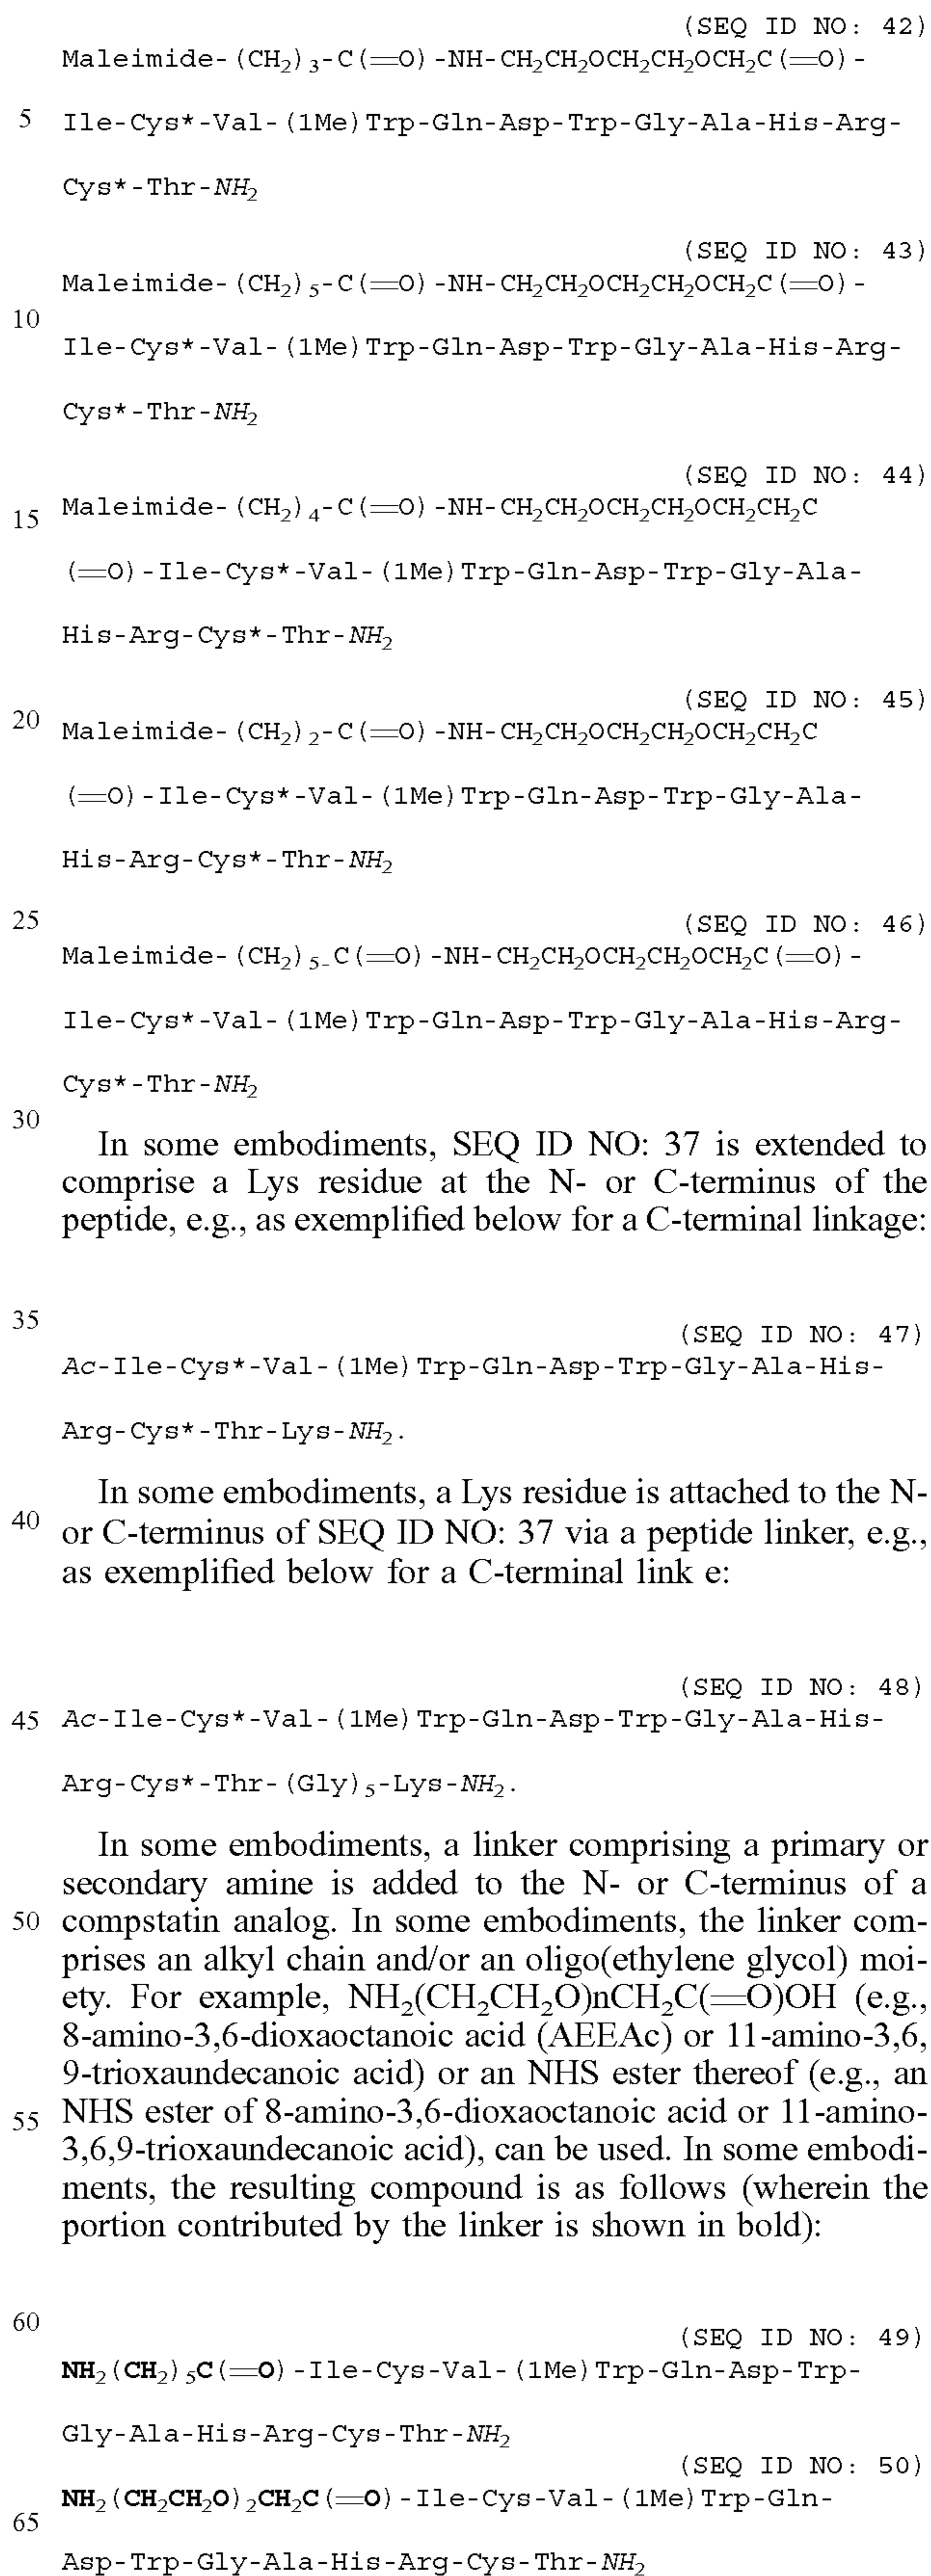 (SEQ ID NO: 42)
Maleimide-(CH₂)₃-C(=O)-NH-CH₂CH₂OCH₂CH₂OCH₂C(=O)-
5 Ile-Cys*-Val-(1Me)Trp-Gln-Asp-Trp-Gly-Ala-His-Arg-
Cys*-Thr-NH₂
(SEQ ID NO: 43)
Maleimide-(CH₂)₅-C(=O)-NH-CH₂CH₂OCH₂CH₂OCH₂C(=O)-
10
Ile-Cys*-Val-(1Me)Trp-Gln-Asp-Trp-Gly-Ala-His-Arg-
Cys*-Thr-NH₂
(SEQ ID NO: 44)
15 Maleimide-(CH₂)₄-C(=O)-NH-CH₂CH₂OCH₂CH₂OCH₂CH₂C
(=O)-Ile-Cys*-Val-(1Me)Trp-Gln-Asp-Trp-Gly-Ala-
His-Arg-Cys*-Thr-NH₂
(SEQ ID NO: 45)
20 Maleimide-(CH₂)₂-C(=O)-NH-CH₂CH₂OCH₂CH₂OCH₂CH₂C
(=O)-Ile-Cys*-Val-(1Me)Trp-Gln-Asp-Trp-Gly-Ala-
His-Arg-Cys*-Thr-NH₂
25 (SEQ ID NO: 46)
Maleimide-(CH₂)₅₋C(=O)-NH-CH₂CH₂OCH₂CH₂OCH₂C(=O)-
Ile-Cys*-Val-(1Me)Trp-Gln-Asp-Trp-Gly-Ala-His-Arg-
Cys*-Thr-NH₂
30
In some embodiments, SEQ ID NO: 37 is extended to
comprise a Lys residue at the N- or C-terminus of the
peptide, e.g., as exemplified below for a C-terminal linkage:
35
(SEQ ID NO: 47)
Ac-Ile-Cys*-Val-(1Me)Trp-Gln-Asp-Trp-Gly-Ala-His-
Arg-Cys*-Thr-Lys-NH₂.
In some embodiments, a Lys residue is attached to the N-
40 or C-terminus of SEQ ID NO: 37 via a peptide linker, e.g.,
as exemplified below for a C-terminal link e:
(SEQ ID NO: 48)
45 Ac-Ile-Cys*-Val-(1Me)Trp-Gln-Asp-Trp-Gly-Ala-His-
Arg-Cys*-Thr-(Gly)₅-Lys-NH₂.
In some embodiments, a linker comprising a primary or
secondary amine is added to the N- or C-terminus of a
50 compstatin analog. In some embodiments, the linker com-
prises an alkyl chain and/or an oligo(ethylene glycol) moi-
ety. For example, NH₂(CH₂CH₂O)nCH₂C(=O)OH (e.g.,
8-amino-3,6-dioxaoctanoic acid (AEEAc) or 11-amino-3,6,
9-trioxaundecanoic acid) or an NHS ester thereof (e.g., an
55 NHS ester of 8-amino-3,6-dioxaoctanoic acid or 11-amino-
3,6,9-trioxaundecanoic acid), can be used. In some embodi-
ments, the resulting compound is as follows (wherein the
portion contributed by the linker is shown in bold):
60
(SEQ ID NO: 49)
NH₂(CH₂)₅C(=O)-Ile-Cys-Val-(1Me)Trp-Gln-Asp-Trp-
Gly-Ala-His-Arg-Cys-Thr-NH₂
(SEQ ID NO: 50)
NH₂(CH₂CH₂O)₂CH₂C(=O)-Ile-Cys-Val-(1Me)Trp-Gln-
65
Asp-Trp-Gly-Ala-His-Arg-Cys-Thr-NH₂